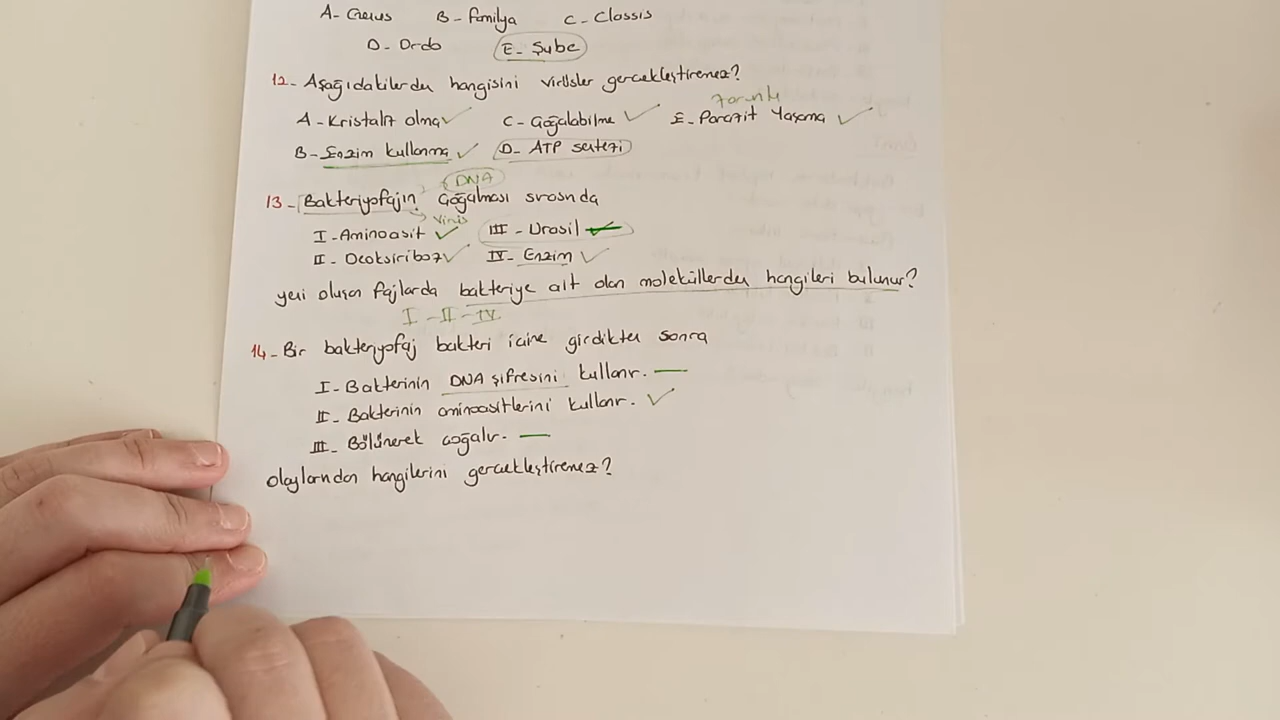 A- Genus B- Familya C- Classis
D- Ordo E- Şube
12- Aşağıdakilerden hangisini virüsler gerçekleştiremez?
zorunlu
A- Kristalit olma ✓ C- Çoğalabilme ✓ E- Parazit Yaşama ✓
B- Enzim kullanma ✓ D- ATP sentezi
DNA
13- Bakteriyofajın çoğalması sırasında
Virüs
I- Aminoasit ✓ III- Urasil
II- Deoksiriboz ✓ IV- Enzim ✓
yeni oluşan fajlarda bakteriye ait olan moleküllerden hangileri bulunur?
I - II - IV
14- Bir bakteriyofaj bakteri içine girdikten sonra
I- Bakterinin DNA şifresini kullanır. —
II- Bakterinin aminoasitlerini kullanır. ✓
III- Bölünerek çoğalır. —
olaylarından hangilerini gerçekleştiremez?